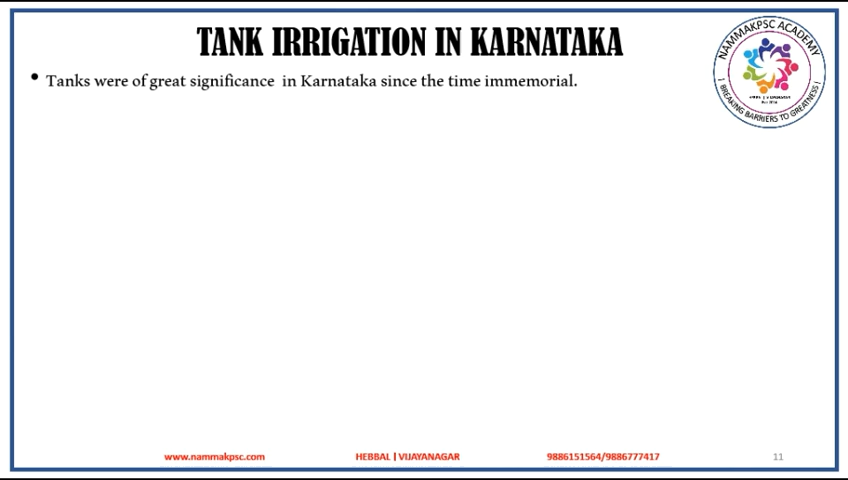 TANK IRRIGATION IN KARNATAKA
NAMMAKPSC ACADEMY
| BREAKING BARRIERS TO GREATNESS |
• Tanks were of great significance in Karnataka since the time immemorial.
www.nammakpsc.com HEBBAL | VIJAYANAGAR 9886151564/9886777417 11